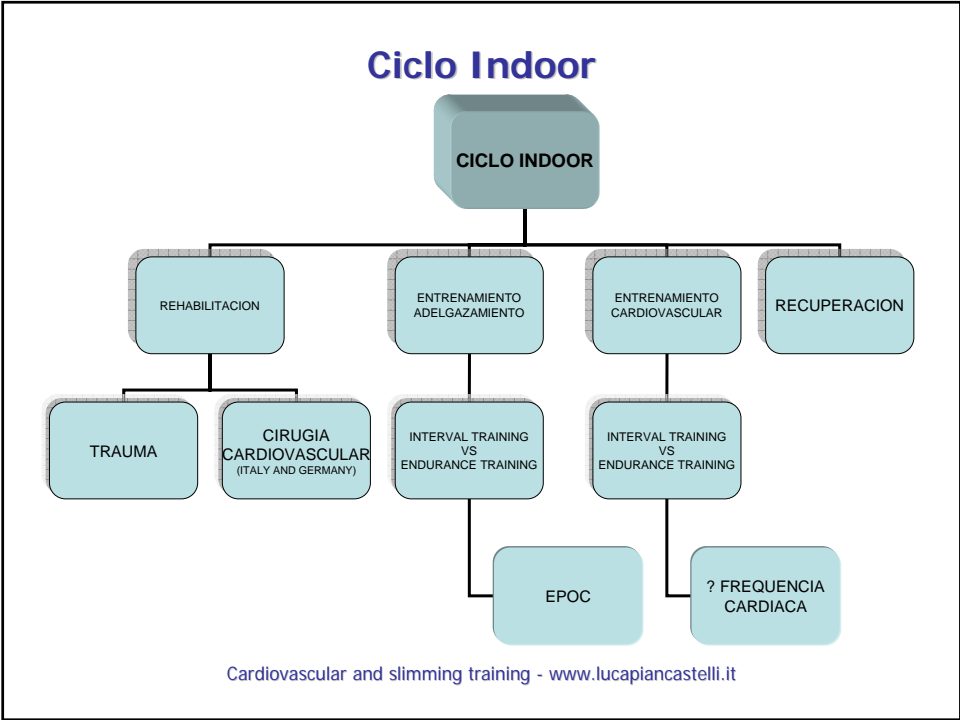 Ciclo Indoor
CICLO INDOOR
REHABILITACION
ENTRENAMIENTO
ADELGAZAMIENTO
ENTRENAMIENTO
CARDIOVASCULAR
RECUPERACION
TRAUMA
CIRUGIA
CARDIOVASCULAR
(ITALY AND GERMANY)
INTERVAL TRAINING
VS
ENDURANCE TRAINING
INTERVAL TRAINING
VS
ENDURANCE TRAINING
EPOC
? FREQUENCIA
CARDIACA
Cardiovascular and slimming training - www.lucapiancastelli.it